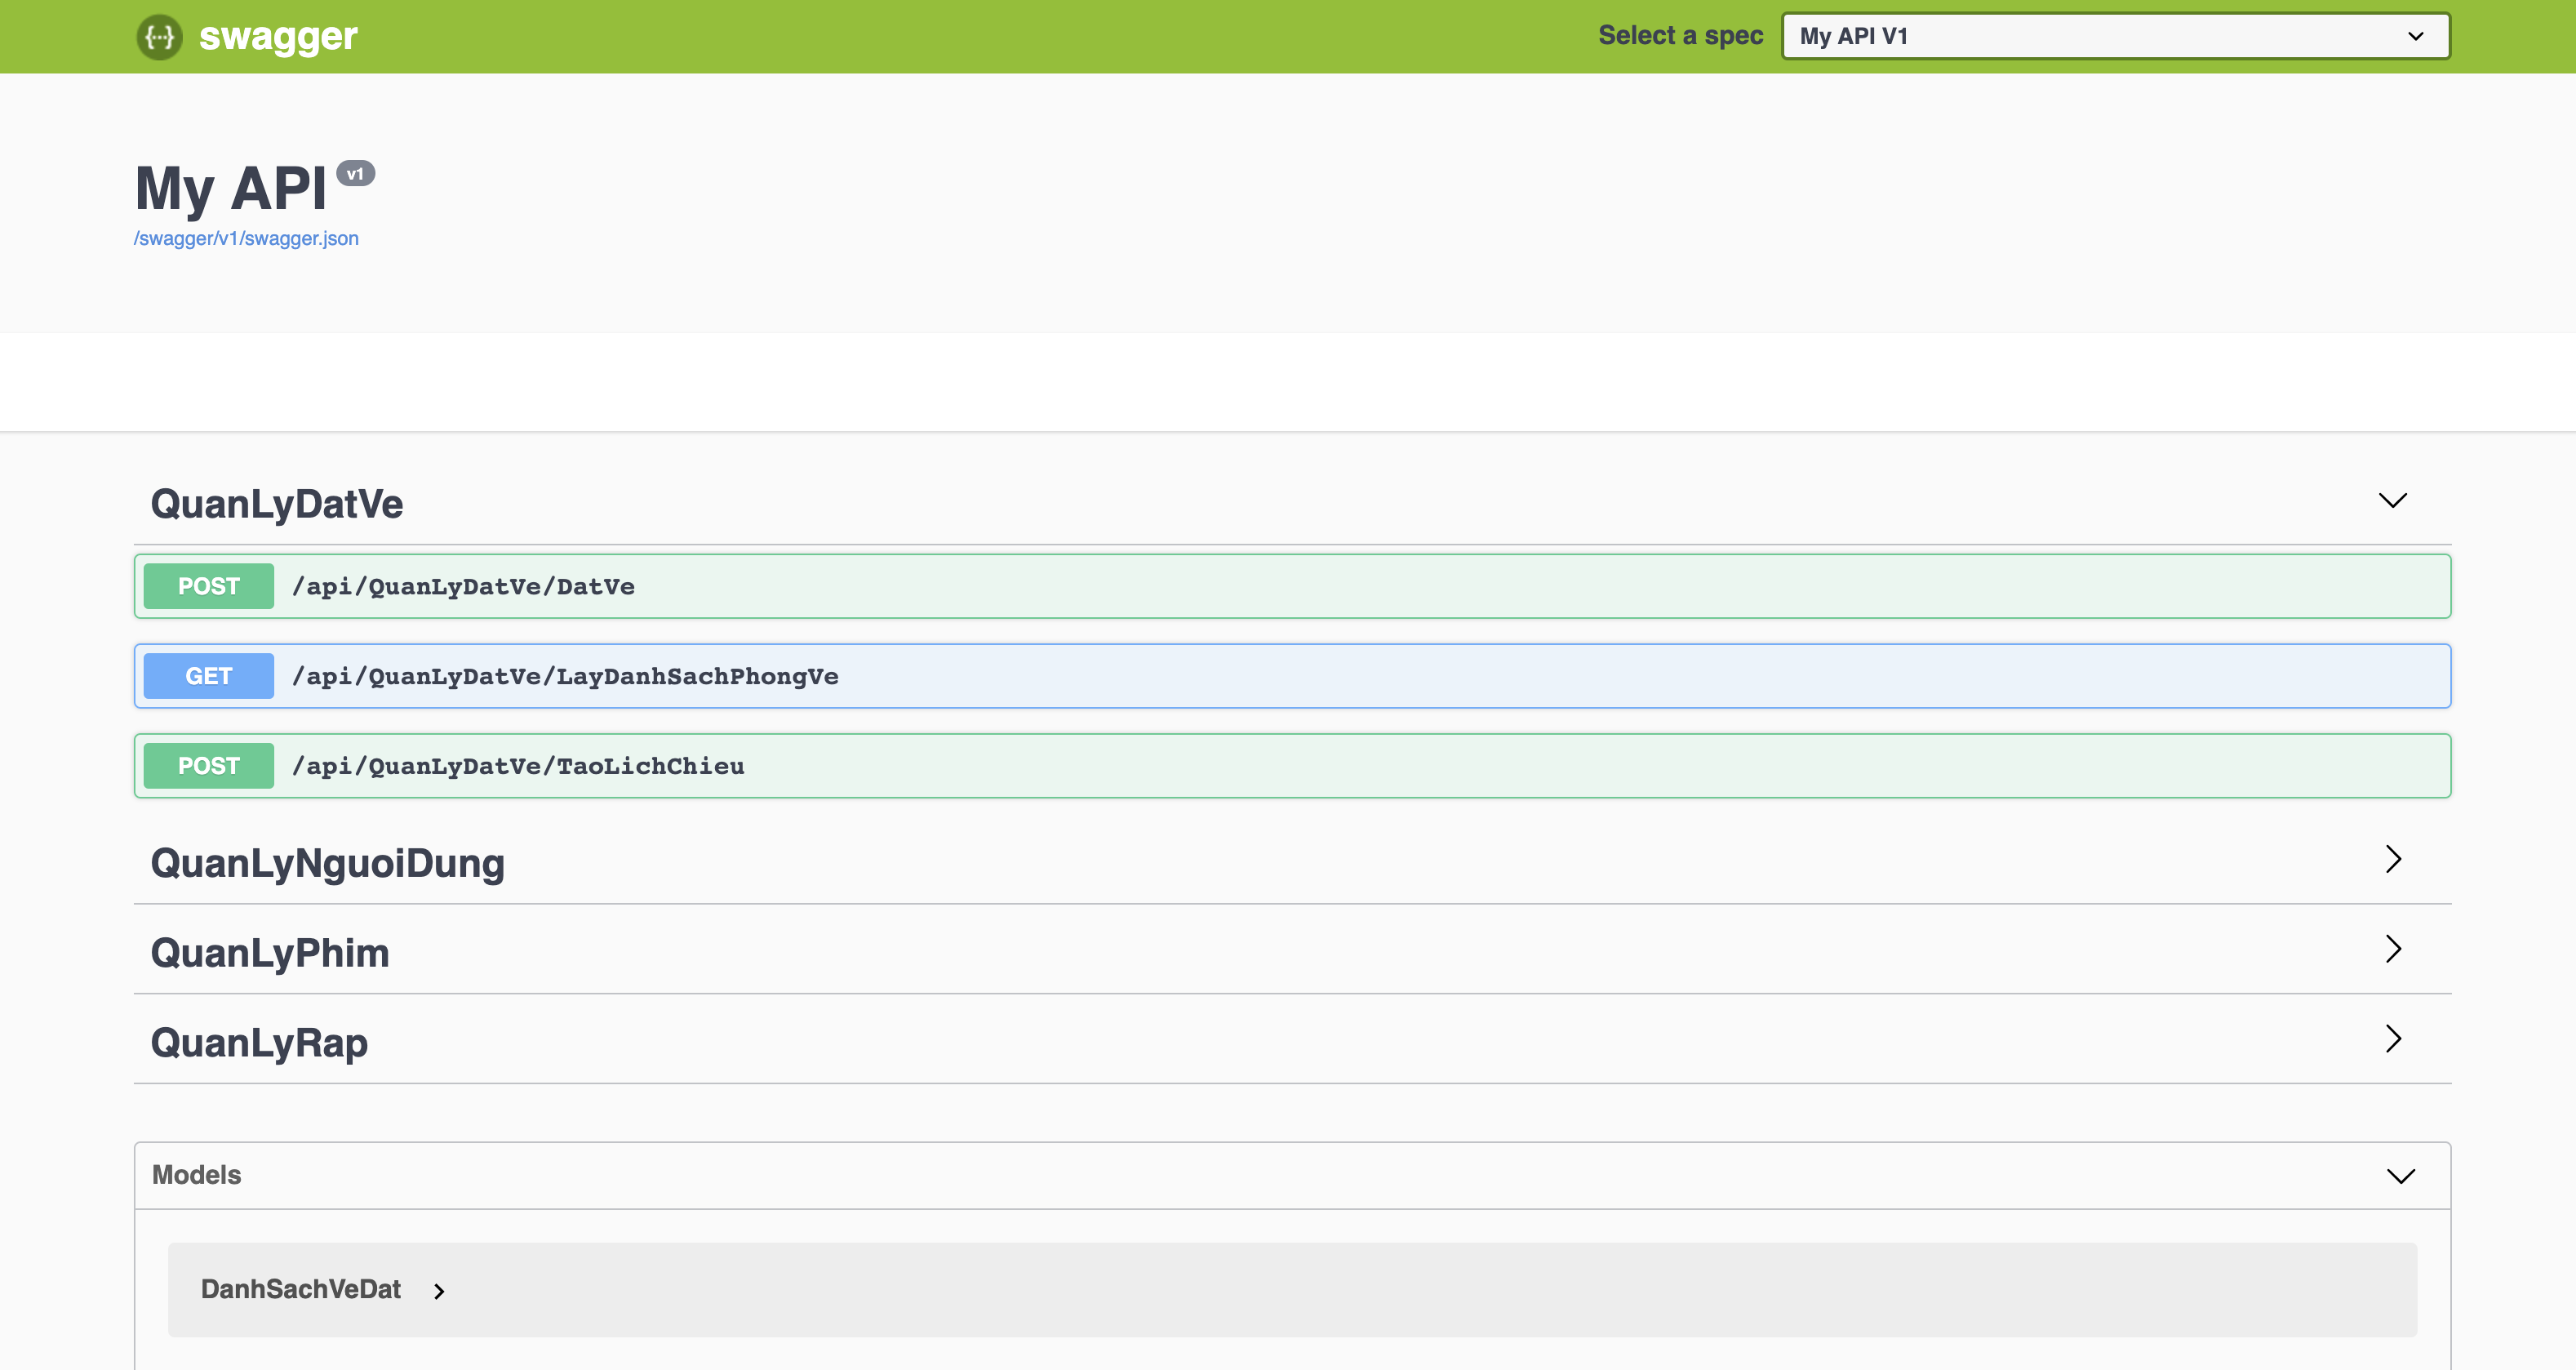 {...} swagger
Select a spec My API V1
My API v1
/swagger/v1/swagger.json
QuanLyDatVe
POST /api/QuanLyDatVe/DatVe
GET /api/QuanLyDatVe/LayDanhSachPhongVe
POST /api/QuanLyDatVe/TaoLichChieu
QuanLyNguoiDung
QuanLyPhim
QuanLyRap
Models
DanhSachVeDat